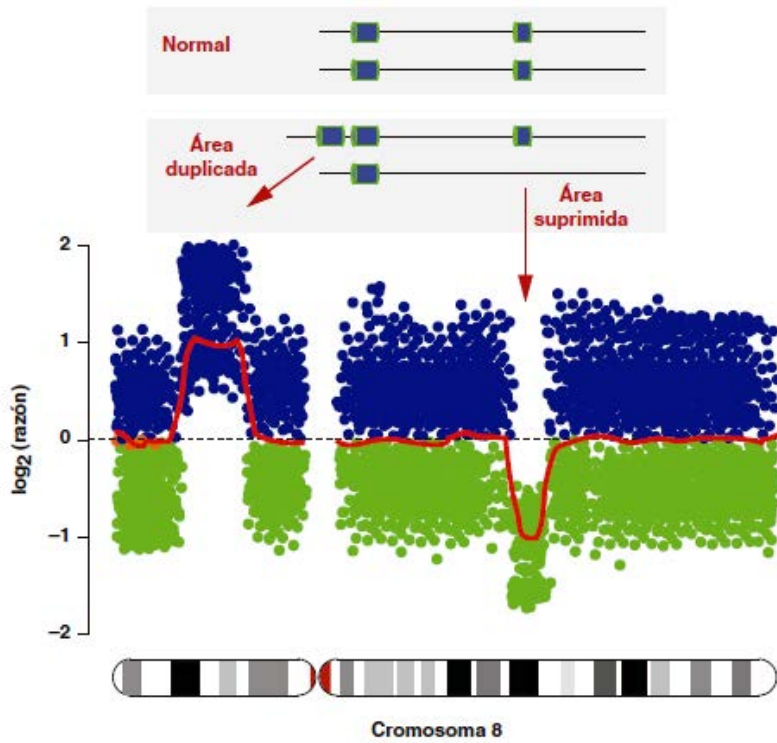 Normal
Área
duplicada
Área
suprimida
2
1
0
−1
−2
log2 (razón)
Cromosoma 8